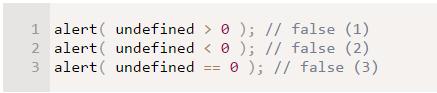 1 alert( undefined > 0 ); // false (1)
2 alert( undefined < 0 ); // false (2)
3 alert( undefined == 0 ); // false (3)